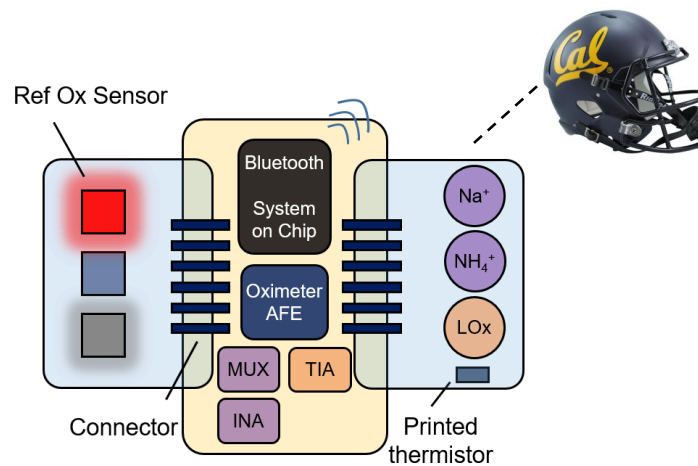 Cal
Ref Ox Sensor
Bluetooth
System
on Chip
Na⁺
NH₄⁺
Oximeter
AFE
LOx
MUX
TIA
INA
Connector
Printed
thermistor